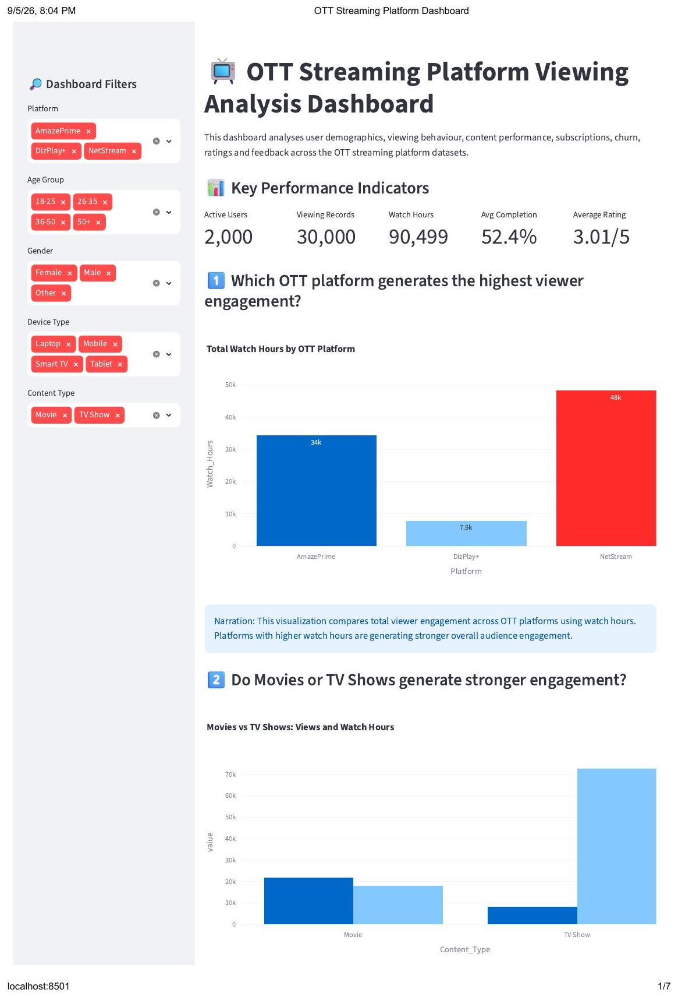 9/5/26, 8:04 PM
OTT Streaming Platform Dashboard
Dashboard Filters
Platform
AmazePrime ×
DizPlay+ × NetStream ×
Age Group
18-25 × 26-35 ×
36-50 × 50+ ×
Gender
Female × Male ×
Other ×
Device Type
Laptop × Mobile ×
Smart TV × Tablet ×
Content Type
Movie × TV Show ×
OTT Streaming Platform Viewing
Analysis Dashboard
This dashboard analyses user demographics, viewing behaviour, content performance, subscriptions, churn,
ratings and feedback across the OTT streaming platform datasets.
Key Performance Indicators
Active Users Viewing Records Watch Hours Avg Completion Average Rating
2,000 30,000 90,499 52.4% 3.01/5
1 Which OTT platform generates the highest viewer
engagement?
Total Watch Hours by OTT Platform
Watch_Hours
50k
40k
30k
20k
10k
0
34k
7.9k
48k
AmazePrime DizPlay+ NetStream
Platform
Narration: This visualization compares total viewer engagement across OTT platforms using watch hours.
Platforms with higher watch hours are generating stronger overall audience engagement.
2 Do Movies or TV Shows generate stronger engagement?
Movies vs TV Shows: Views and Watch Hours
value
70k
60k
50k
40k
30k
20k
10k
0
Movie TV Show
Content_Type
localhost:8501
1/7